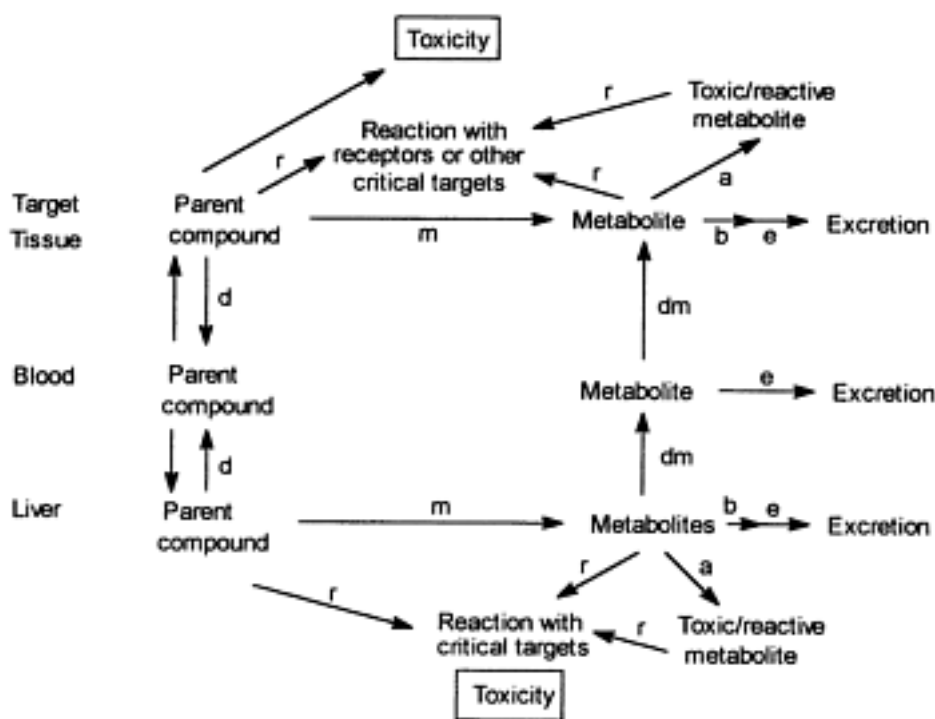 Toxicity
r
Toxic/reactive
metabolite
Reaction with
receptors or other
critical targets
r
r
a
Target
Tissue
Parent
compound
m
Metabolite
b
e
Excretion
d
dm
Blood
Parent
compound
Metabolite
e
Excretion
d
dm
Liver
Parent
compound
m
Metabolites
b
e
Excretion
r
r
a
Reaction with
critical targets
r
Toxic/reactive
metabolite
Toxicity